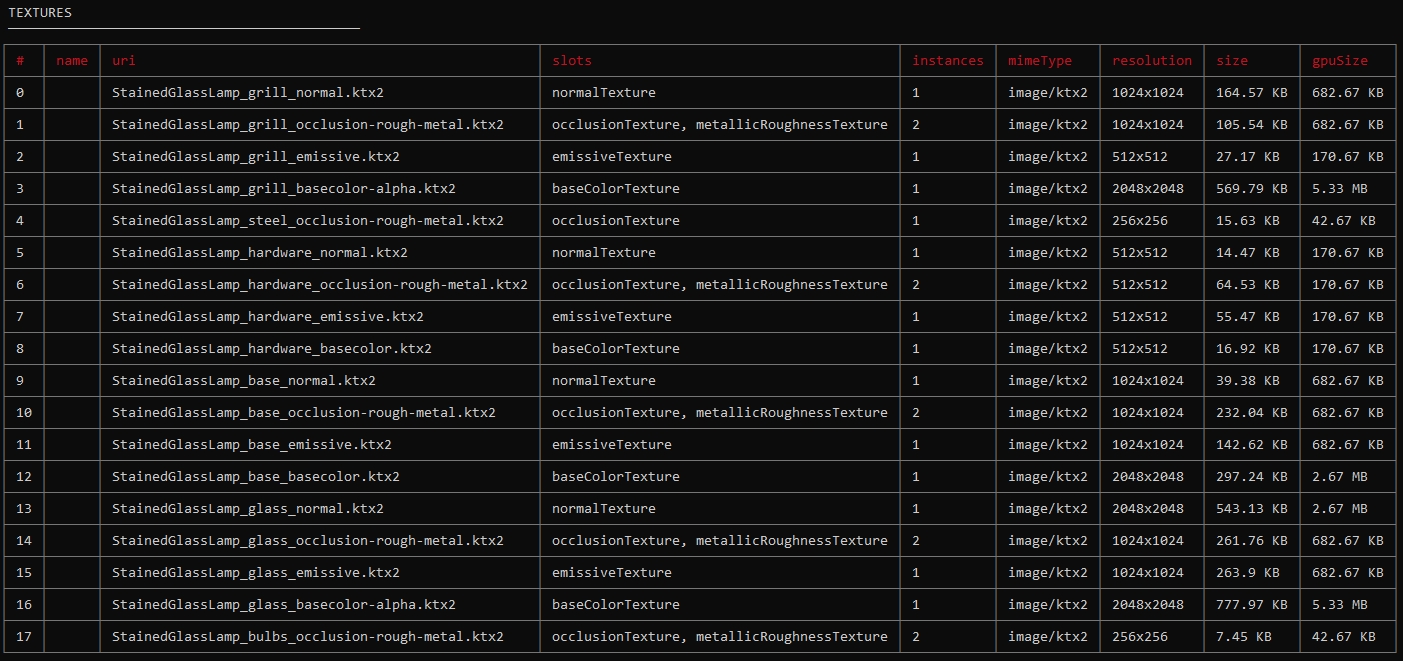 TEXTURES
# name uri slots instances mimeType resolution size gpuSize
0 StainedGlassLamp_grill_normal.ktx2 normalTexture 1 image/ktx2 1024x1024 164.57 KB 682.67 KB
1 StainedGlassLamp_grill_occlusion-rough-metal.ktx2 occlusionTexture, metallicRoughnessTexture 2 image/ktx2 1024x1024 105.54 KB 682.67 KB
2 StainedGlassLamp_grill_emissive.ktx2 emissiveTexture 1 image/ktx2 512x512 27.17 KB 170.67 KB
3 StainedGlassLamp_grill_basecolor-alpha.ktx2 baseColorTexture 1 image/ktx2 2048x2048 569.79 KB 5.33 MB
4 StainedGlassLamp_steel_occlusion-rough-metal.ktx2 occlusionTexture 1 image/ktx2 256x256 15.63 KB 42.67 KB
5 StainedGlassLamp_hardware_normal.ktx2 normalTexture 1 image/ktx2 512x512 14.47 KB 170.67 KB
6 StainedGlassLamp_hardware_occlusion-rough-metal.ktx2 occlusionTexture, metallicRoughnessTexture 2 image/ktx2 512x512 64.53 KB 170.67 KB
7 StainedGlassLamp_hardware_emissive.ktx2 emissiveTexture 1 image/ktx2 512x512 55.47 KB 170.67 KB
8 StainedGlassLamp_hardware_basecolor.ktx2 baseColorTexture 1 image/ktx2 512x512 16.92 KB 170.67 KB
9 StainedGlassLamp_base_normal.ktx2 normalTexture 1 image/ktx2 1024x1024 39.38 KB 682.67 KB
10 StainedGlassLamp_base_occlusion-rough-metal.ktx2 occlusionTexture, metallicRoughnessTexture 2 image/ktx2 1024x1024 232.04 KB 682.67 KB
11 StainedGlassLamp_base_emissive.ktx2 emissiveTexture 1 image/ktx2 1024x1024 142.62 KB 682.67 KB
12 StainedGlassLamp_base_basecolor.ktx2 baseColorTexture 1 image/ktx2 2048x2048 297.24 KB 2.67 MB
13 StainedGlassLamp_glass_normal.ktx2 normalTexture 1 image/ktx2 2048x2048 543.13 KB 2.67 MB
14 StainedGlassLamp_glass_occlusion-rough-metal.ktx2 occlusionTexture, metallicRoughnessTexture 2 image/ktx2 1024x1024 261.76 KB 682.67 KB
15 StainedGlassLamp_glass_emissive.ktx2 emissiveTexture 1 image/ktx2 1024x1024 263.9 KB 682.67 KB
16 StainedGlassLamp_glass_basecolor-alpha.ktx2 baseColorTexture 1 image/ktx2 2048x2048 777.97 KB 5.33 MB
17 StainedGlassLamp_bulbs_occlusion-rough-metal.ktx2 occlusionTexture, metallicRoughnessTexture 2 image/ktx2 256x256 7.45 KB 42.67 KB